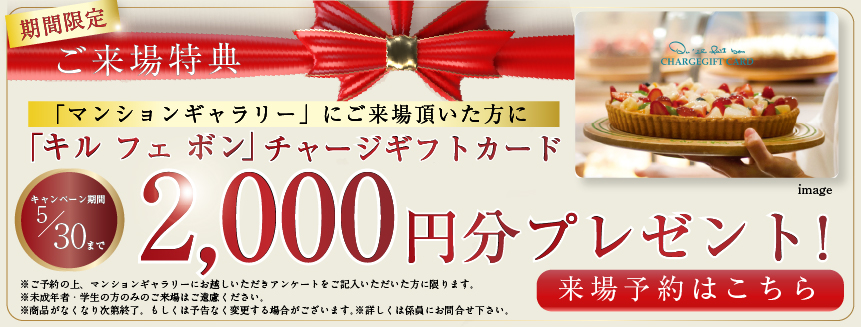 期間限定
ご来場特典
CHARGEGIFT CARD
「マンションギャラリー」にご来場頂いた方に
「キル フェ ボン」チャージギフトカード
image
キャンペーン期間
5/30まで
2,000円分プレゼント!
※ご予約の上、マンションギャラリーにお越しいただきアンケートをご記入いただいた方に限ります。
※未成年者・学生の方のみのご来場はご遠慮ください。
※商品がなくなり次第終了。もしくは予告なく変更する場合がございます。※詳しくは係員にお問合せ下さい。
来場予約はこちら